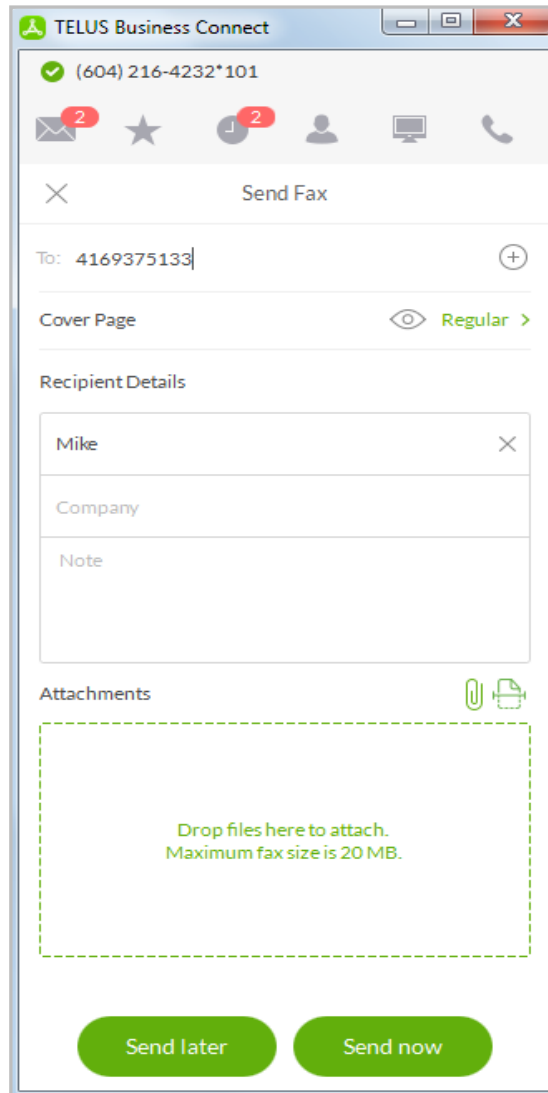 TELUS Business Connect
(604) 216-4232*101
2 2
Send Fax
To: 4169375133
Cover Page Regular >
Recipient Details
Mike
Company
Note
Attachments
Drop files here to attach.
Maximum fax size is 20 MB.
Send later Send now